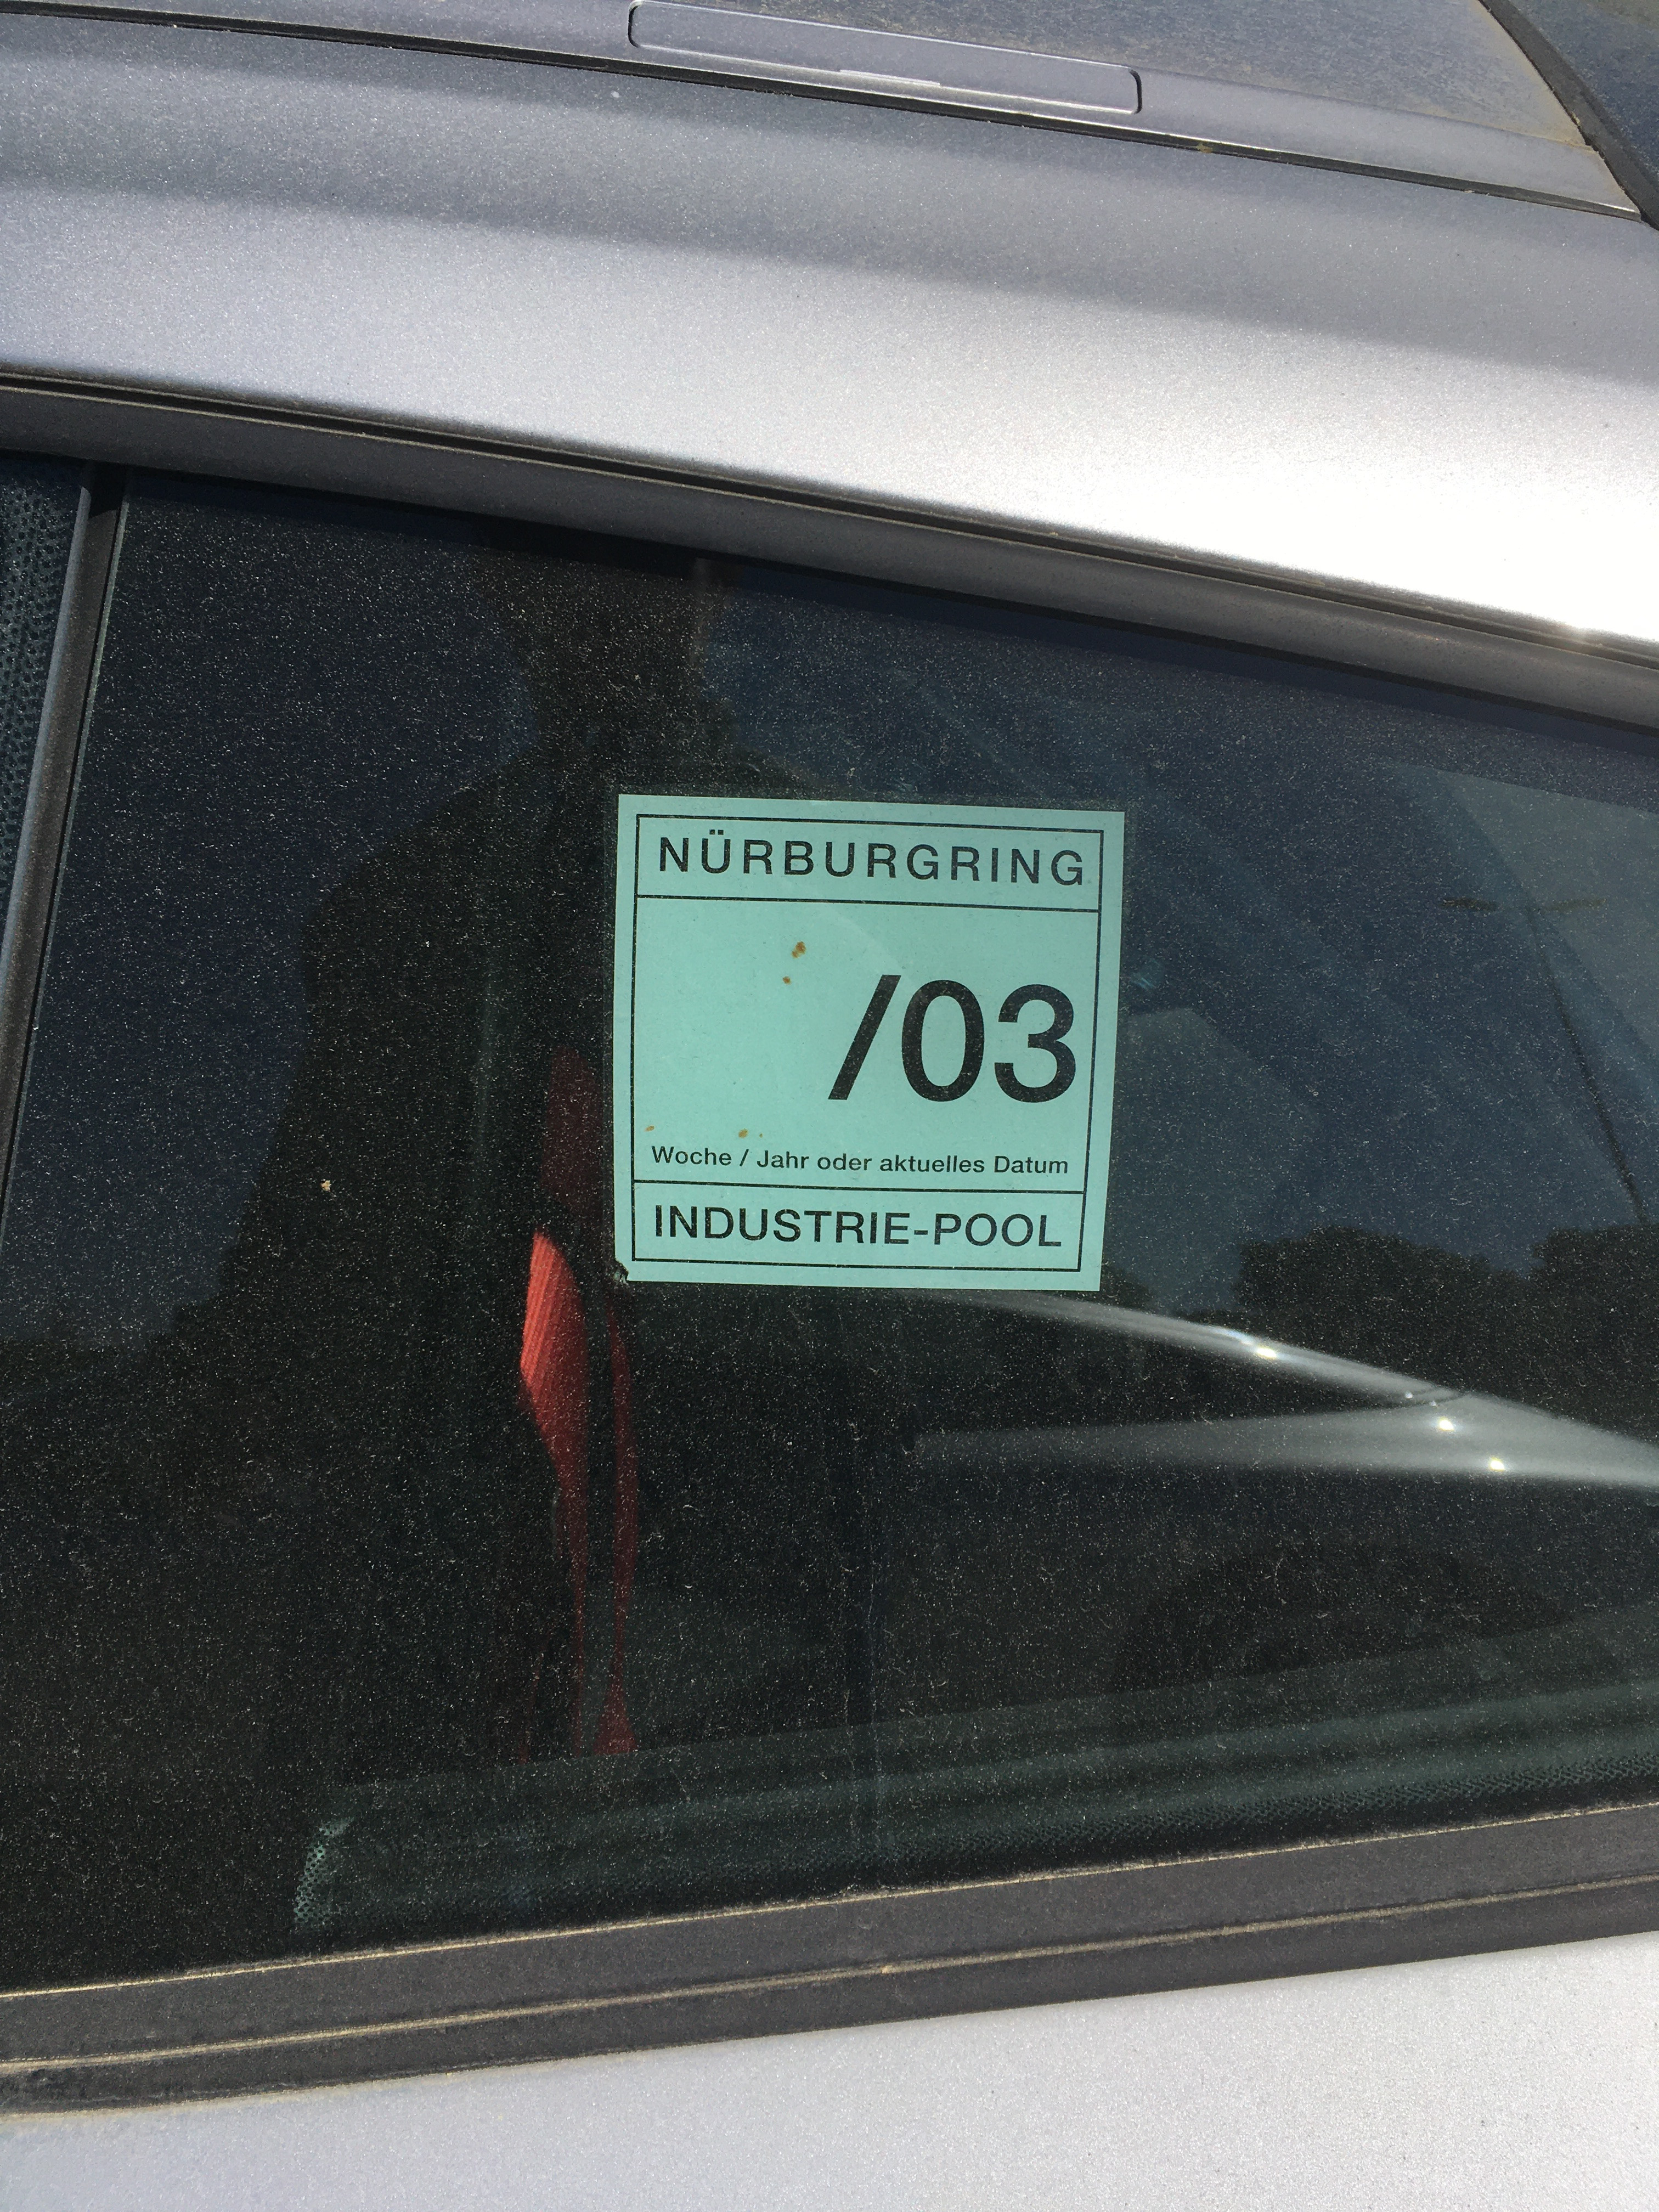 NÜRBURGRING
/03
Woche / Jahr oder aktuelles Datum
INDUSTRIE-POOL